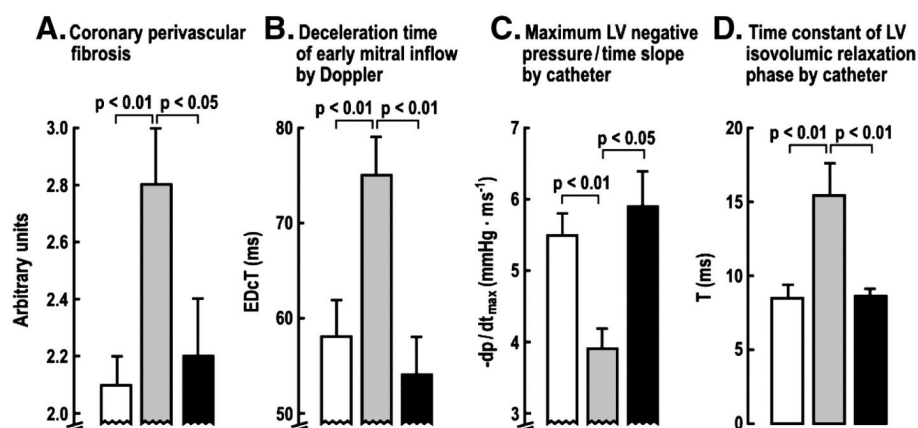 A. Coronary perivascular
fibrosis
p < 0.01 p < 0.05
3.0
2.8
2.6
2.4
2.2
2.0
Arbitrary units
B. Deceleration time
of early mitral inflow
by Doppler
p < 0.01 p < 0.01
80
70
60
50
EDcT (ms)
C. Maximum LV negative
pressure/time slope
by catheter
p < 0.05
p < 0.01
7
6
5
4
3
-dp/dtmax (mmHg · ms-1)
D. Time constant of LV
isovolumic relaxation
phase by catheter
p < 0.01 p < 0.01
20
15
10
5
0
T (ms)